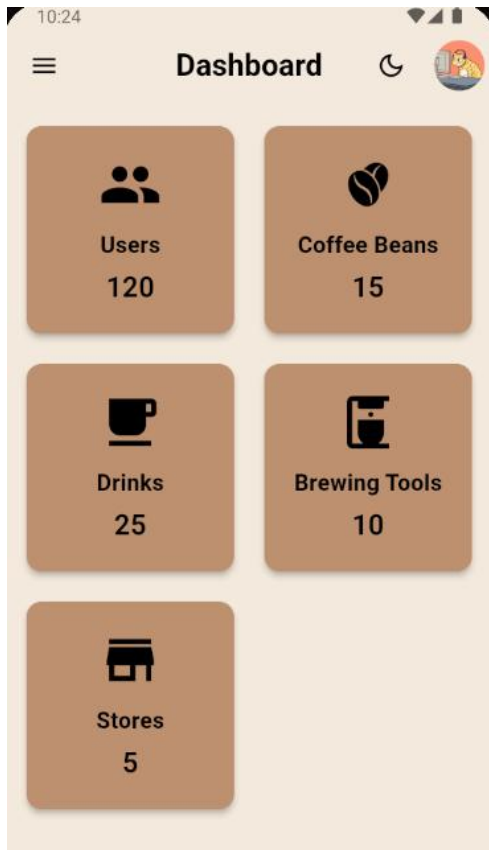 10:24
Dashboard
Users
120
Coffee Beans
15
Drinks
25
Brewing Tools
10
Stores
5